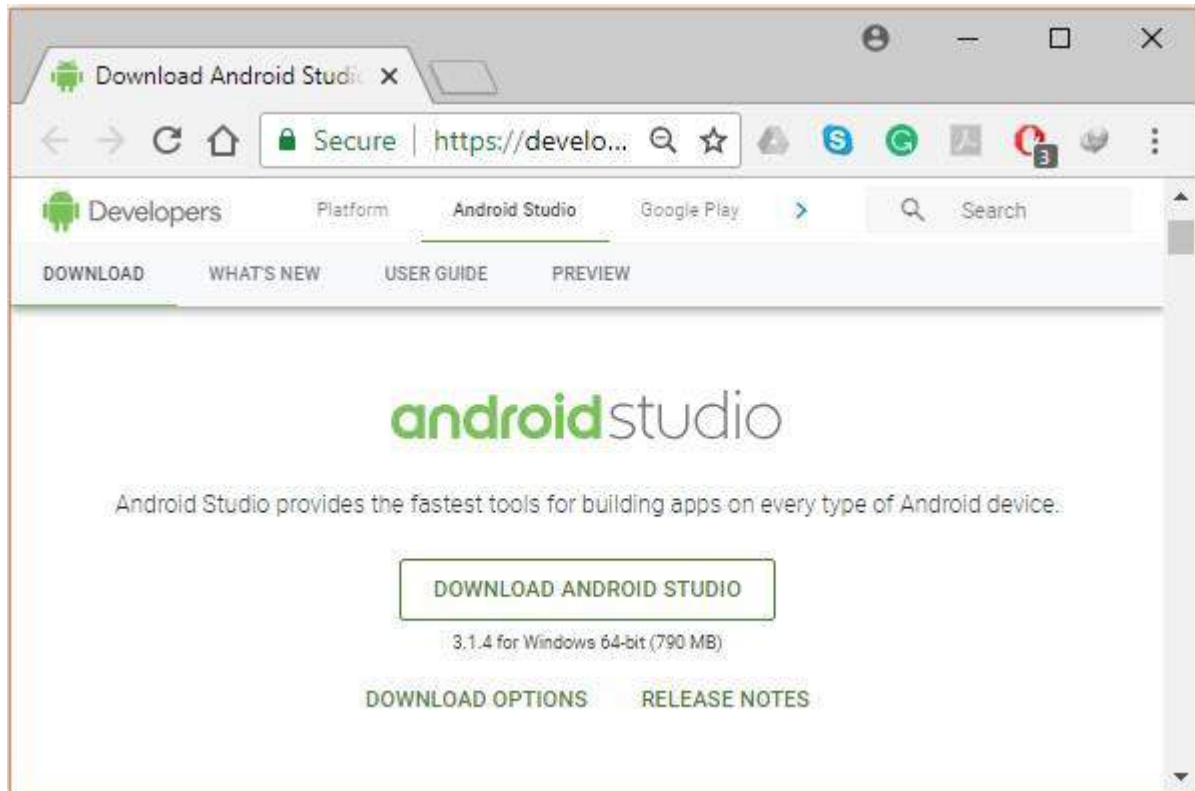 Download Android Studi
Secure | https://develo...
3
Developers Platform Android Studio Google Play > Search
DOWNLOAD WHAT'S NEW USER GUIDE PREVIEW
androidstudio
Android Studio provides the fastest tools for building apps on every type of Android device.
DOWNLOAD ANDROID STUDIO
3.1.4 for Windows 64-bit (790 MB)
DOWNLOAD OPTIONS RELEASE NOTES